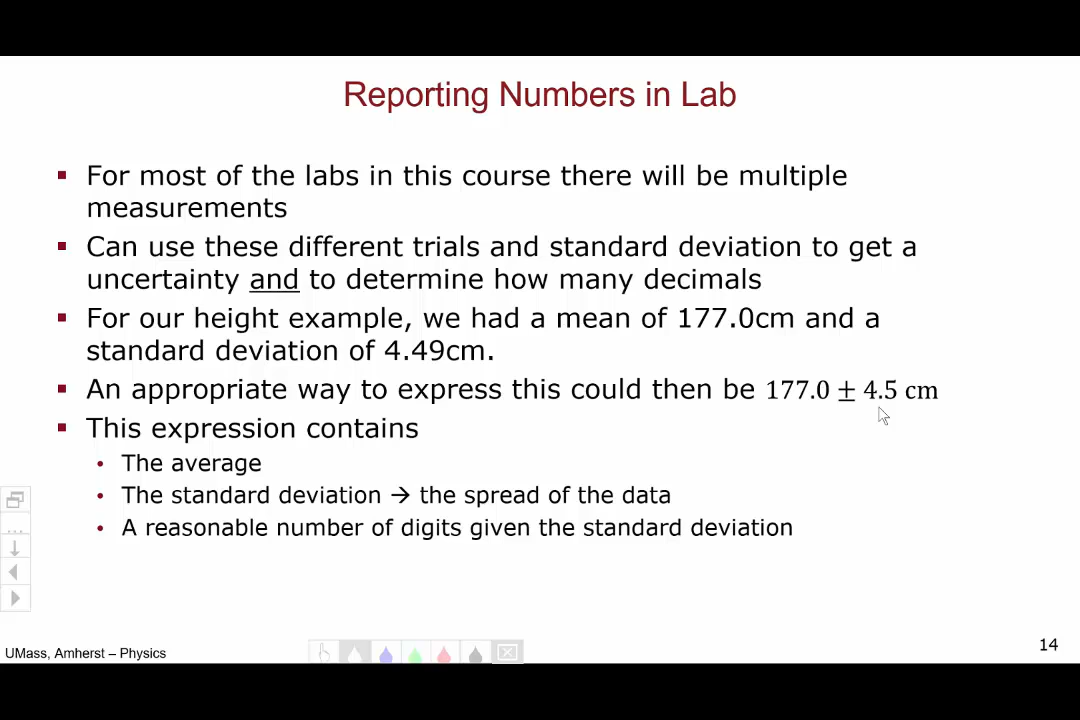 Reporting Numbers in Lab
▪ For most of the labs in this course there will be multiple
measurements
▪ Can use these different trials and standard deviation to get a
uncertainty and to determine how many decimals
▪ For our height example, we had a mean of 177.0cm and a
standard deviation of 4.49cm.
▪ An appropriate way to express this could then be 177.0 ± 4.5 cm
▪ This expression contains
• The average
• The standard deviation → the spread of the data
• A reasonable number of digits given the standard deviation
UMass, Amherst – Physics
14